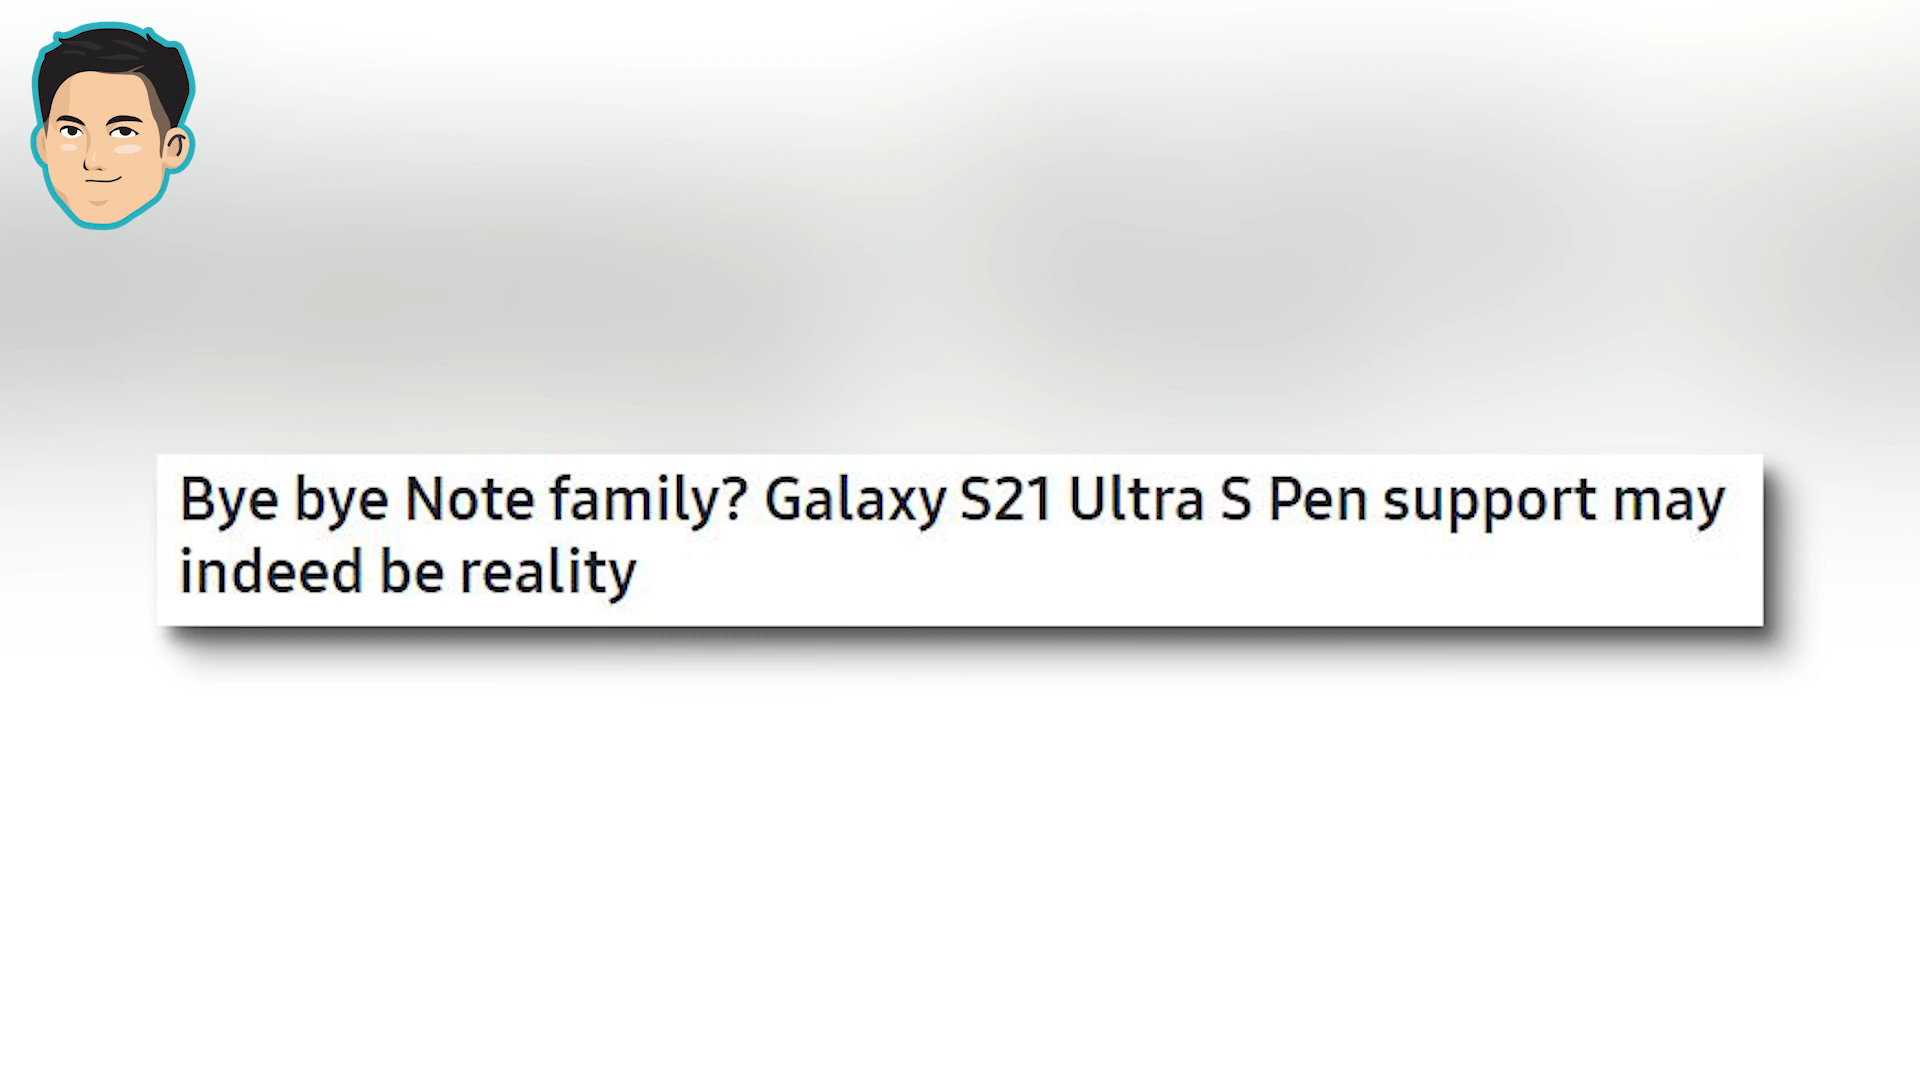 Bye bye Note family? Galaxy S21 Ultra S Pen support may
indeed be reality